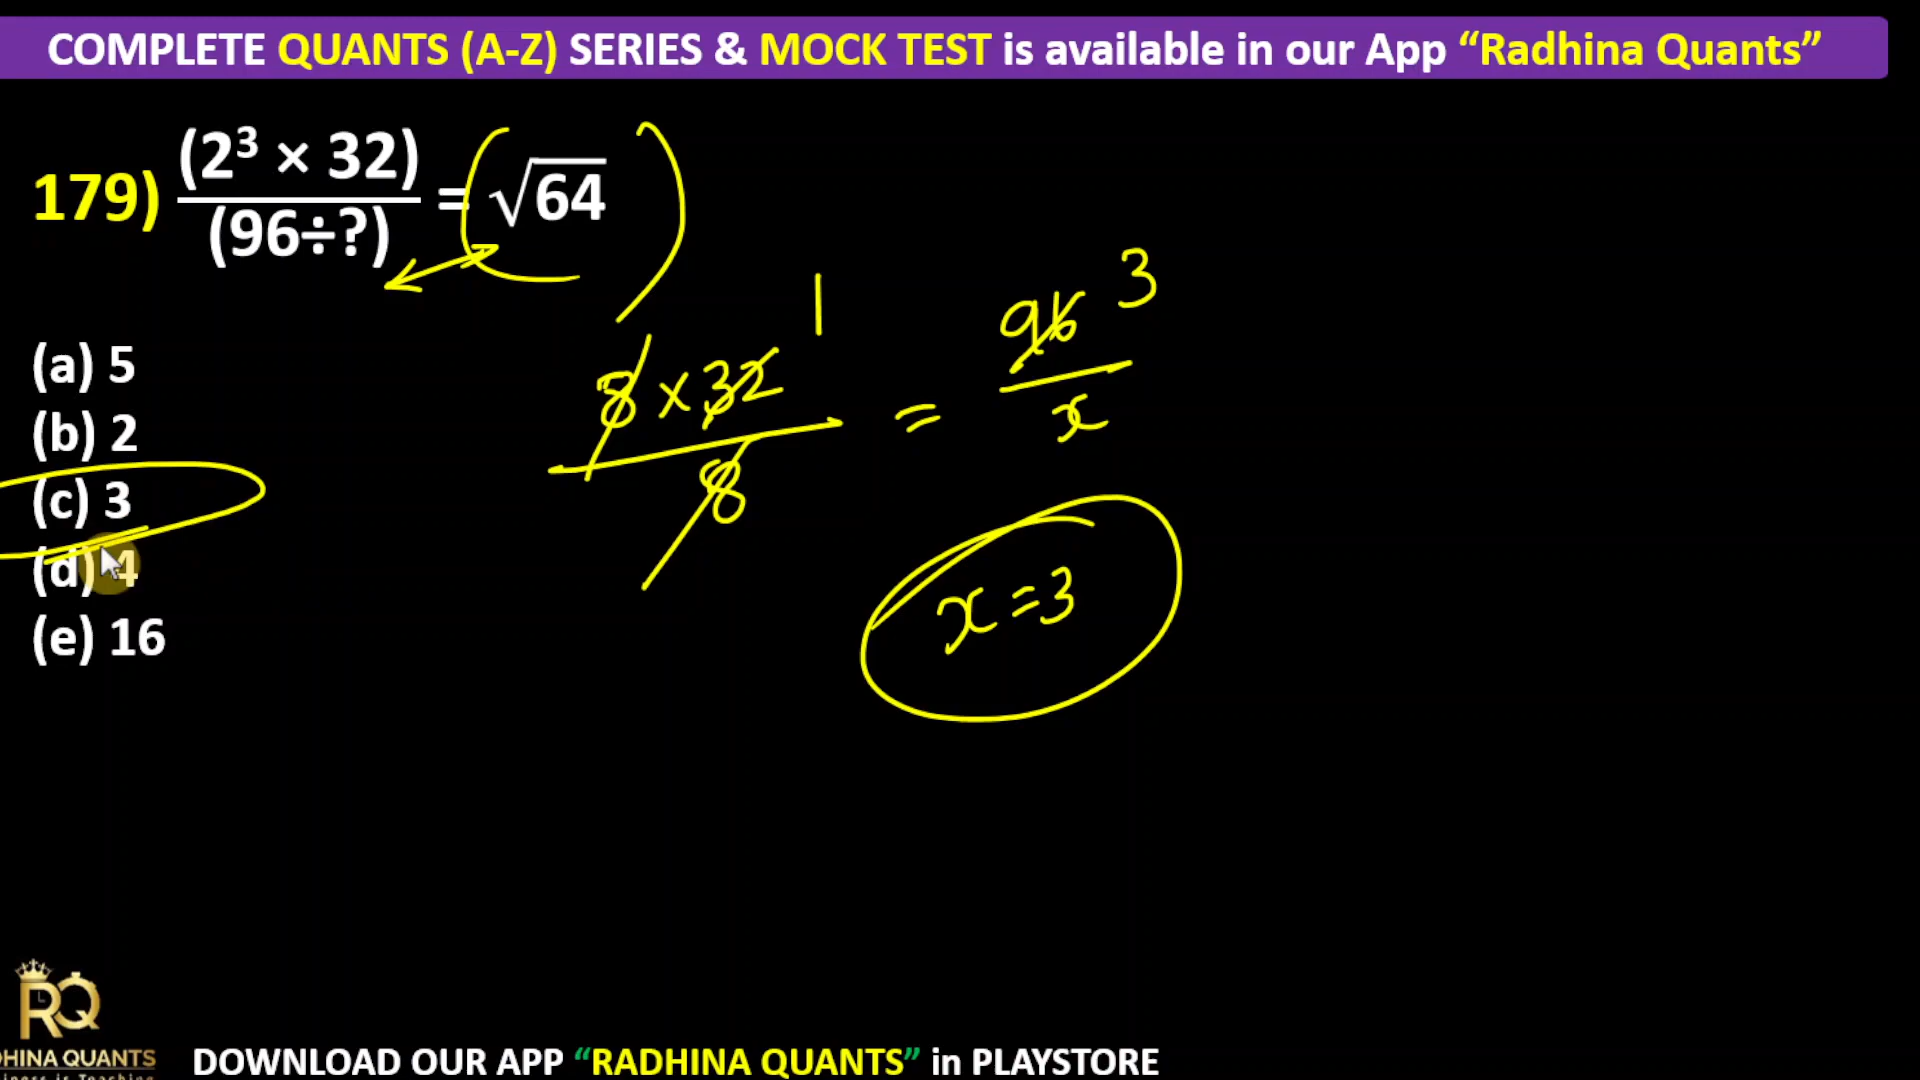 COMPLETE QUANTS (A-Z) SERIES & MOCK TEST is available in our App “Radhina Quants”
179) (2³ × 32) / (96÷?) = √64
(a) 5
(b) 2
(c) 3
(d) 4
(e) 16
8 × 32 1 / 8 = 96 3 / x
x = 3
RQ
HINA QUANTS
DOWNLOAD OUR APP “RADHINA QUANTS” in PLAYSTORE